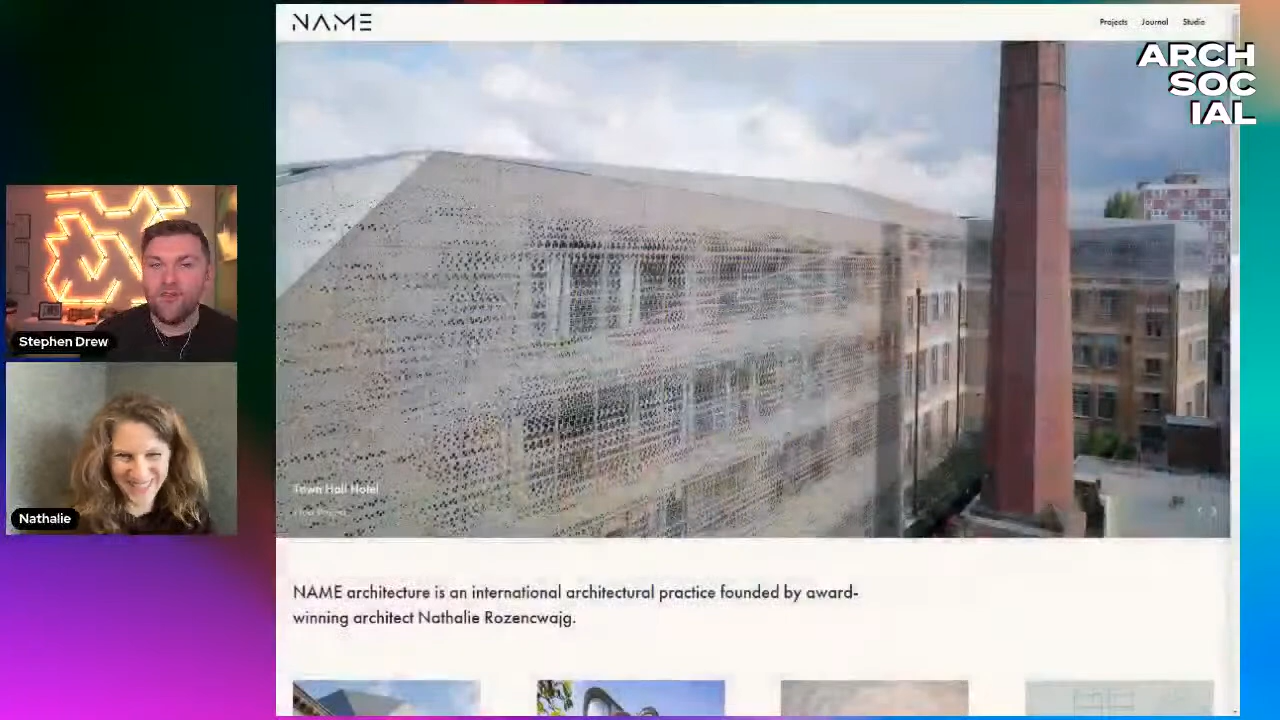 NAME
Projects
Journal
Studio
ARCH
SOC
IAL
Stephen Drew
Nathalie
Town Hall Hotel
NAME architecture is an international architectural practice founded by award-
winning architect Nathalie Rozencwajg.